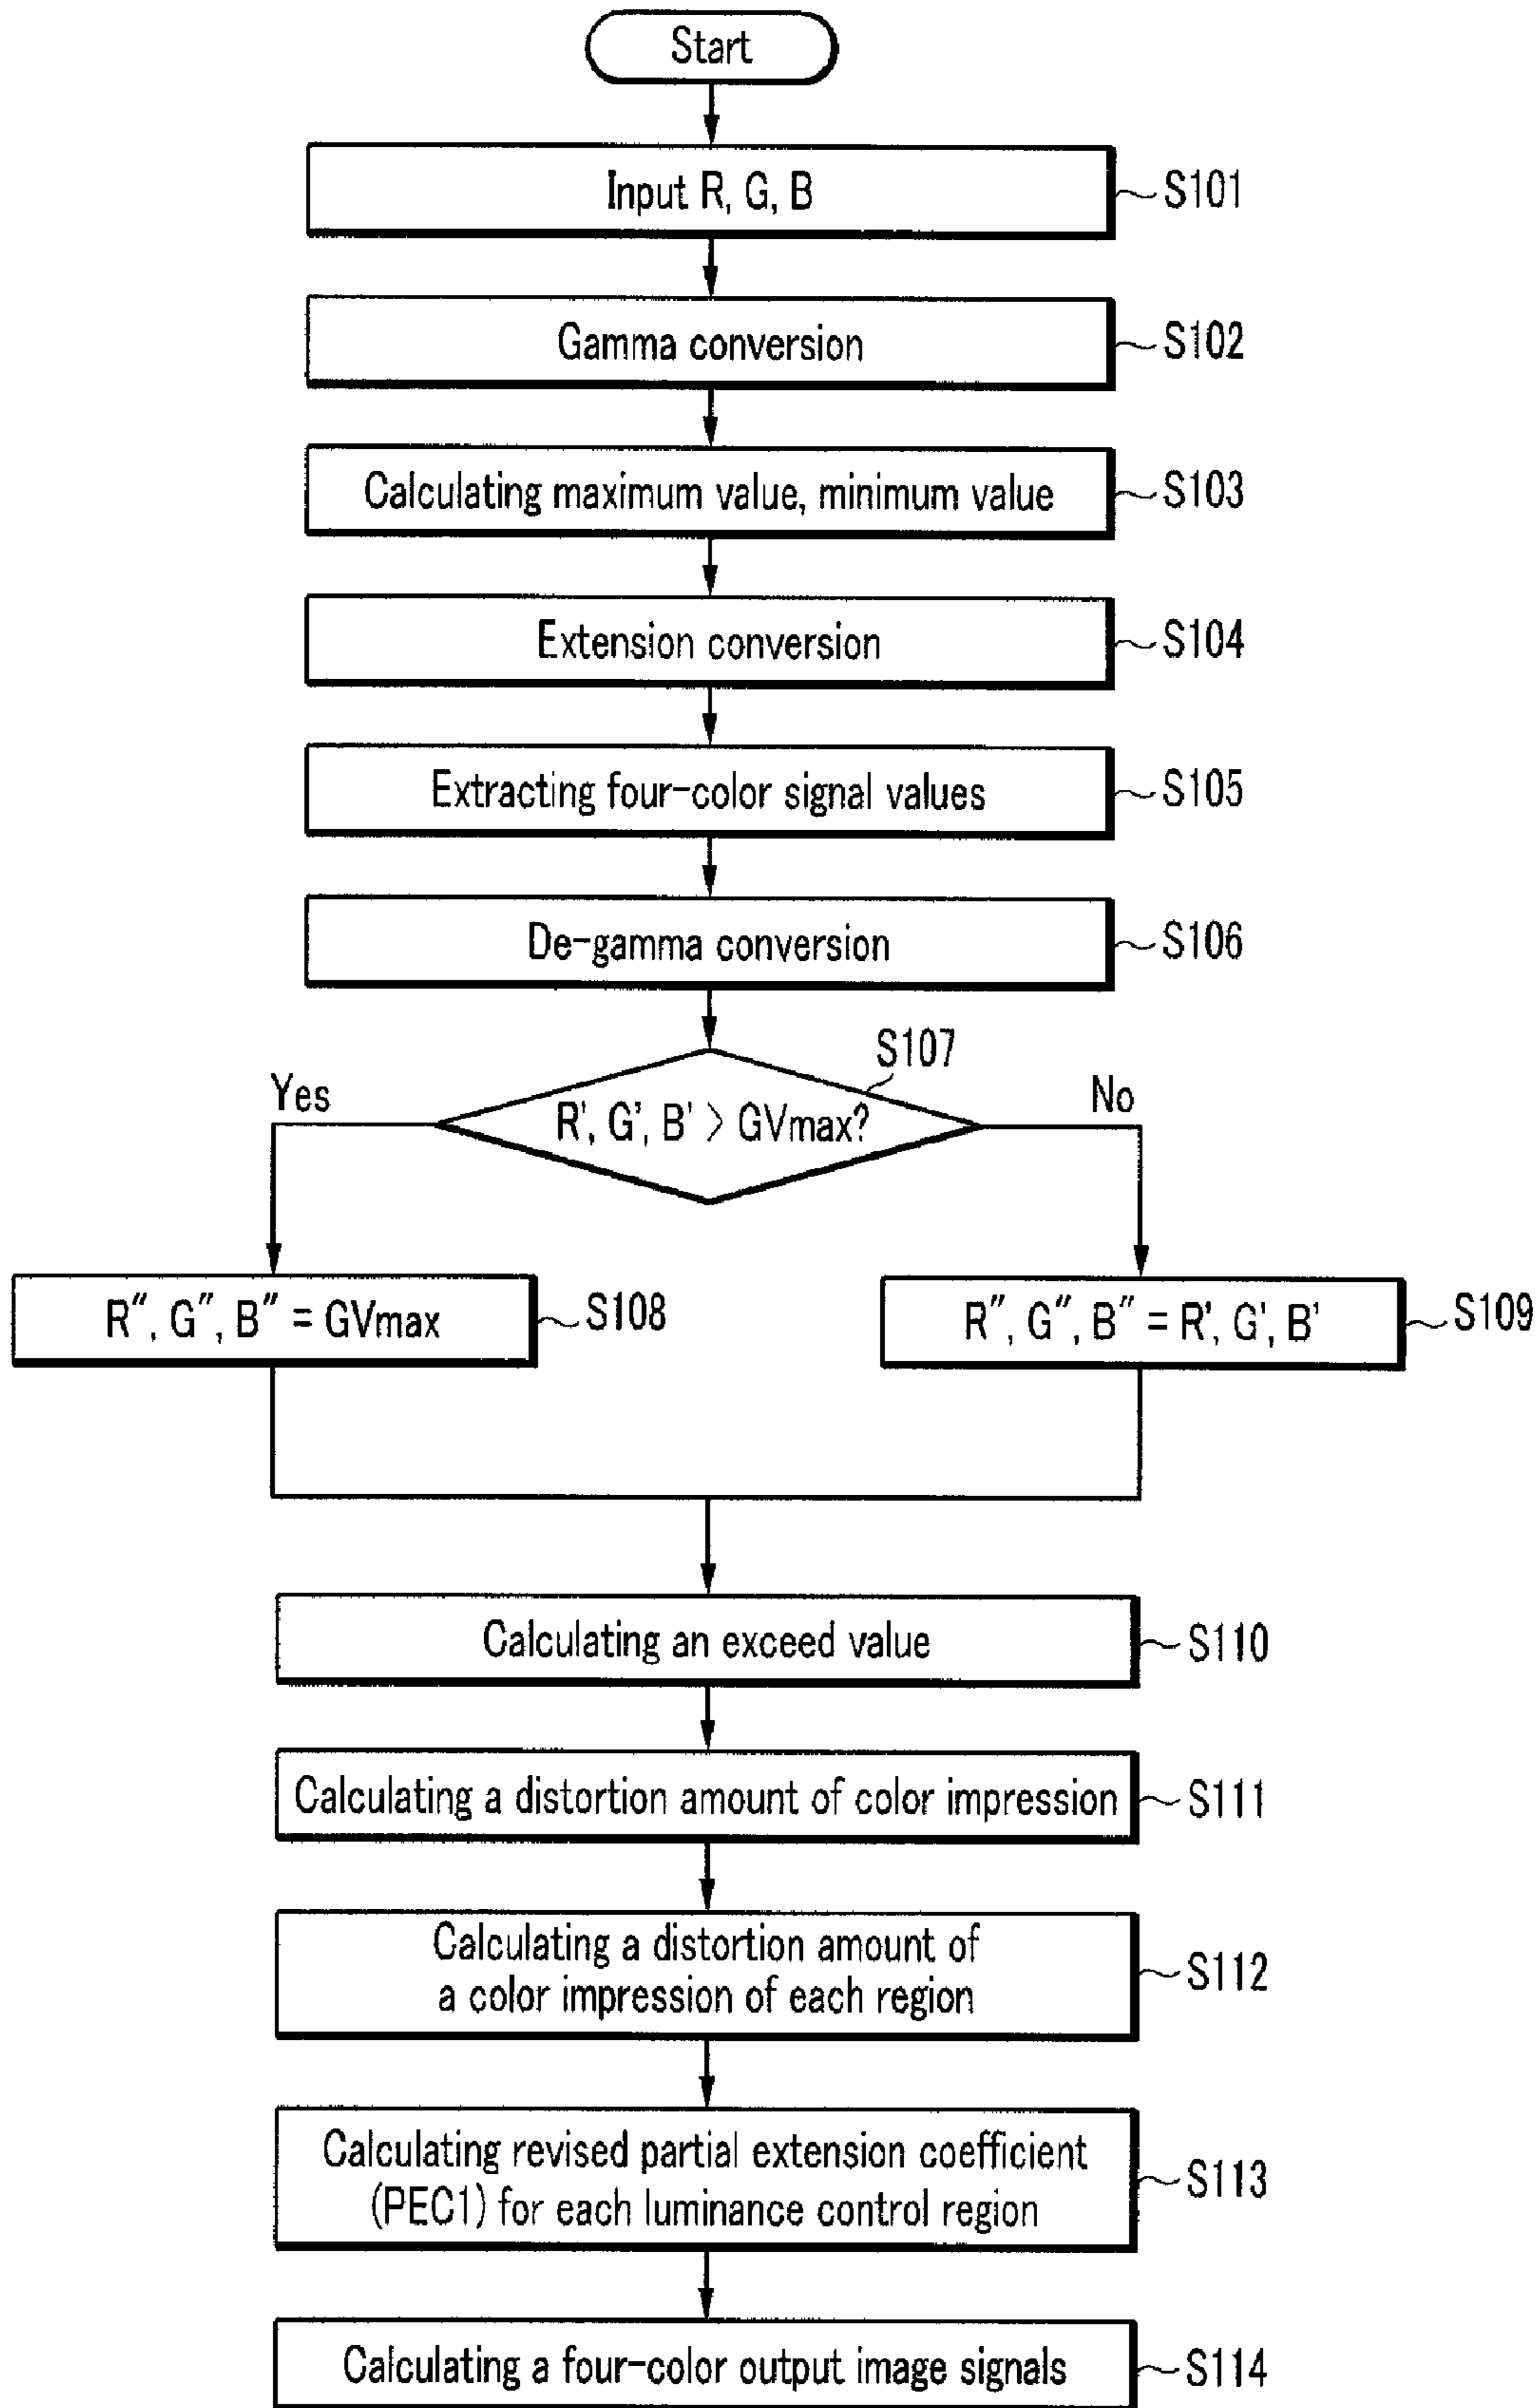 Start
Input R, G, B
S101
Gamma conversion
S102
Calculating maximum value, minimum value
S103
Extension conversion
S104
Extracting four-color signal values
S105
De-gamma conversion
S106
S107
Yes
R', G', B' > GVmax?
No
R", G", B" = GVmax
S108
R", G", B" = R', G', B'
S109
Calculating an exceed value
S110
Calculating a distortion amount of color impression
S111
Calculating a distortion amount of
a color impression of each region
S112
Calculating revised partial extension coefficient
(PEC1) for each luminance control region
S113
Calculating a four-color output image signals
S114